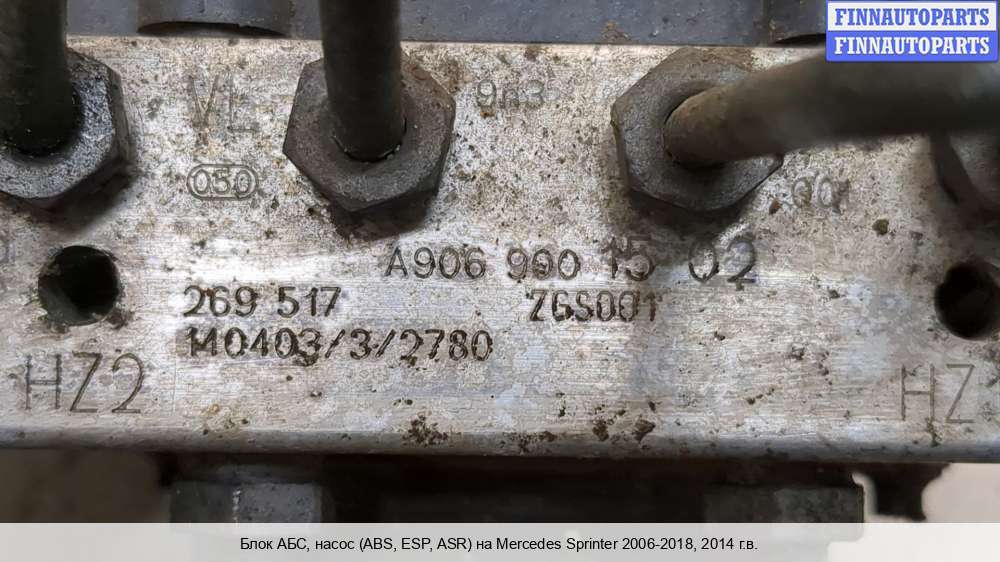 FINNAUTOPARTS
FINNAUTOPARTS
VL
050
A906 900 15 02
269 517
ZGS001
M0403/3/2780
HZ2
HZ
Блок АБС, насос (ABS, ESP, ASR) на Mercedes Sprinter 2006-2018, 2014 г.в.